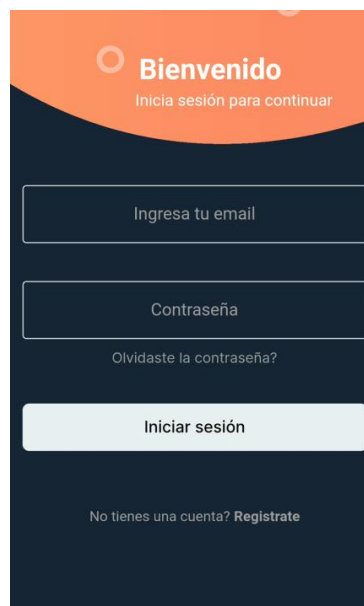 Bienvenido
Inicia sesión para continuar
Ingresa tu email
Contraseña
Olvidaste la contraseña?
Iniciar sesión
No tienes una cuenta? Registrate